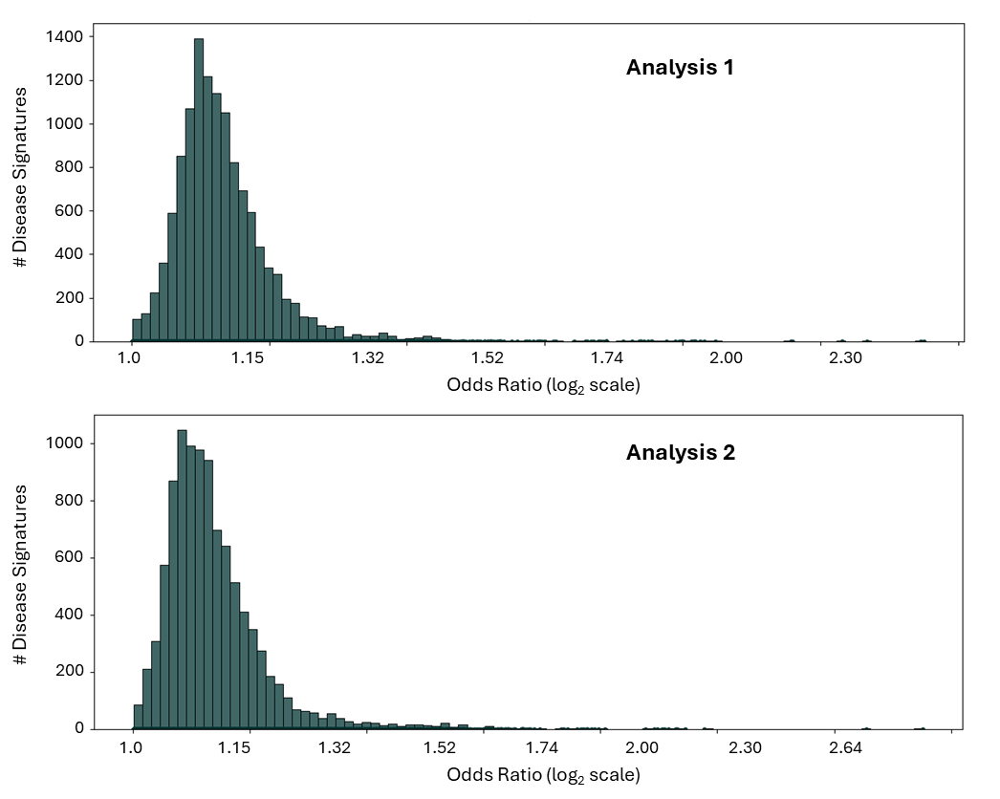 Analysis 1
# Disease Signatures
1400
1200
1000
800
600
400
200
0
1.0 1.15 1.32 1.52 1.74 2.00 2.30
Odds Ratio (log₂ scale)
Analysis 2
# Disease Signatures
1000
800
600
400
200
0
1.0 1.15 1.32 1.52 1.74 2.00 2.30 2.64
Odds Ratio (log₂ scale)